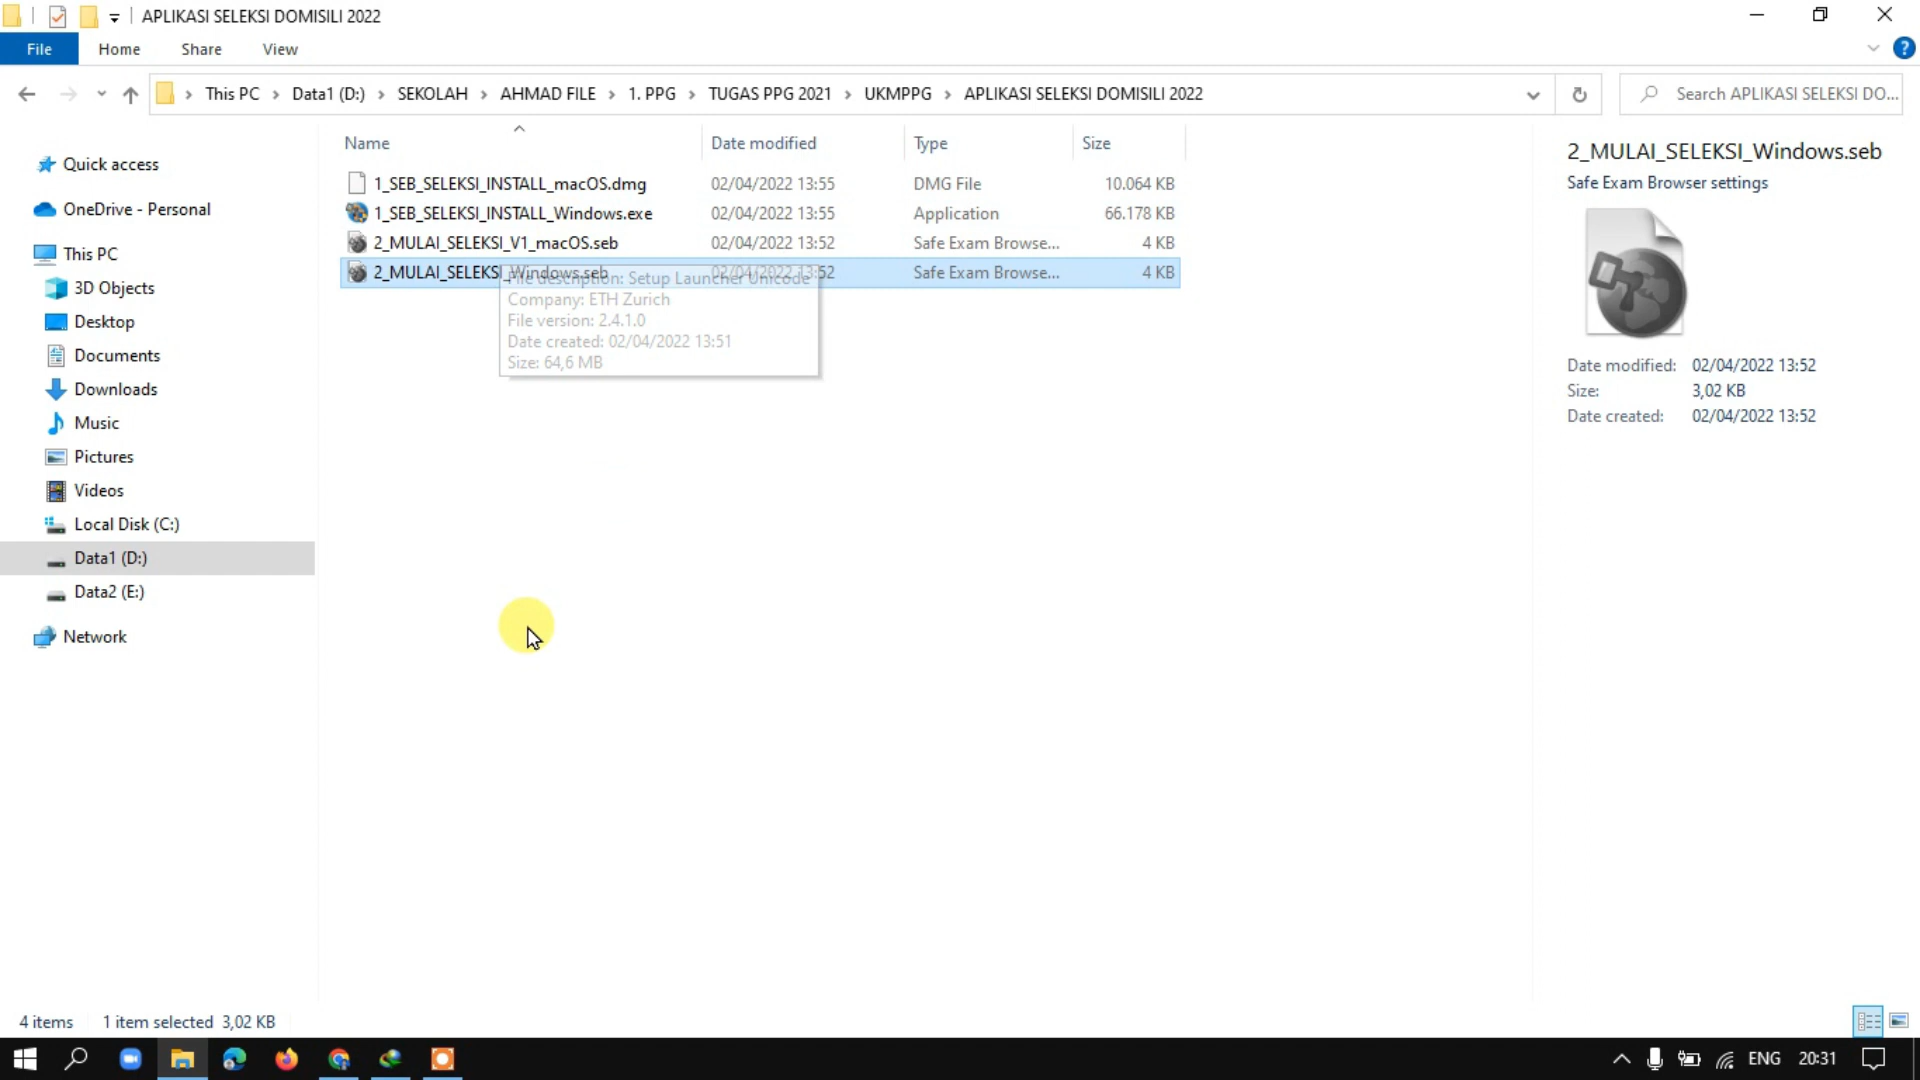 APLIKASI SELEKSI DOMISILI 2022
File Home Share View
This PC Data1 (D:) SEKOLAH AHMAD FILE 1. PPG TUGAS PPG 2021 UKMPPG APLIKASI SELEKSI DOMISILI 2022
Search APLIKASI SELEKSI DO...
Quick access
OneDrive - Personal
This PC
3D Objects
Desktop
Documents
Downloads
Music
Pictures
Videos
Local Disk (C:)
Data1 (D:)
Data2 (E:)
Network
Name Date modified Type Size
1_SEB_SELEKSI_INSTALL_macOS.dmg 02/04/2022 13:55 DMG File 10.064 KB
1_SEB_SELEKSI_INSTALL_Windows.exe 02/04/2022 13:55 Application 66.178 KB
2_MULAI_SELEKSI_V1_macOS.seb 02/04/2022 13:52 Safe Exam Browse... 4 KB
2_MULAI_SELEKSI_Windows.seb 02/04/2022 13:52 Safe Exam Browse... 4 KB
File description: Setup Launcher Unicode
Company: ETH Zurich
File version: 2.4.1.0
Date created: 02/04/2022 13:51
Size: 64,6 MB
2_MULAI_SELEKSI_Windows.seb
Safe Exam Browser settings
Date modified: 02/04/2022 13:52
Size: 3,02 KB
Date created: 02/04/2022 13:52
4 items 1 item selected 3,02 KB
ENG 20:31